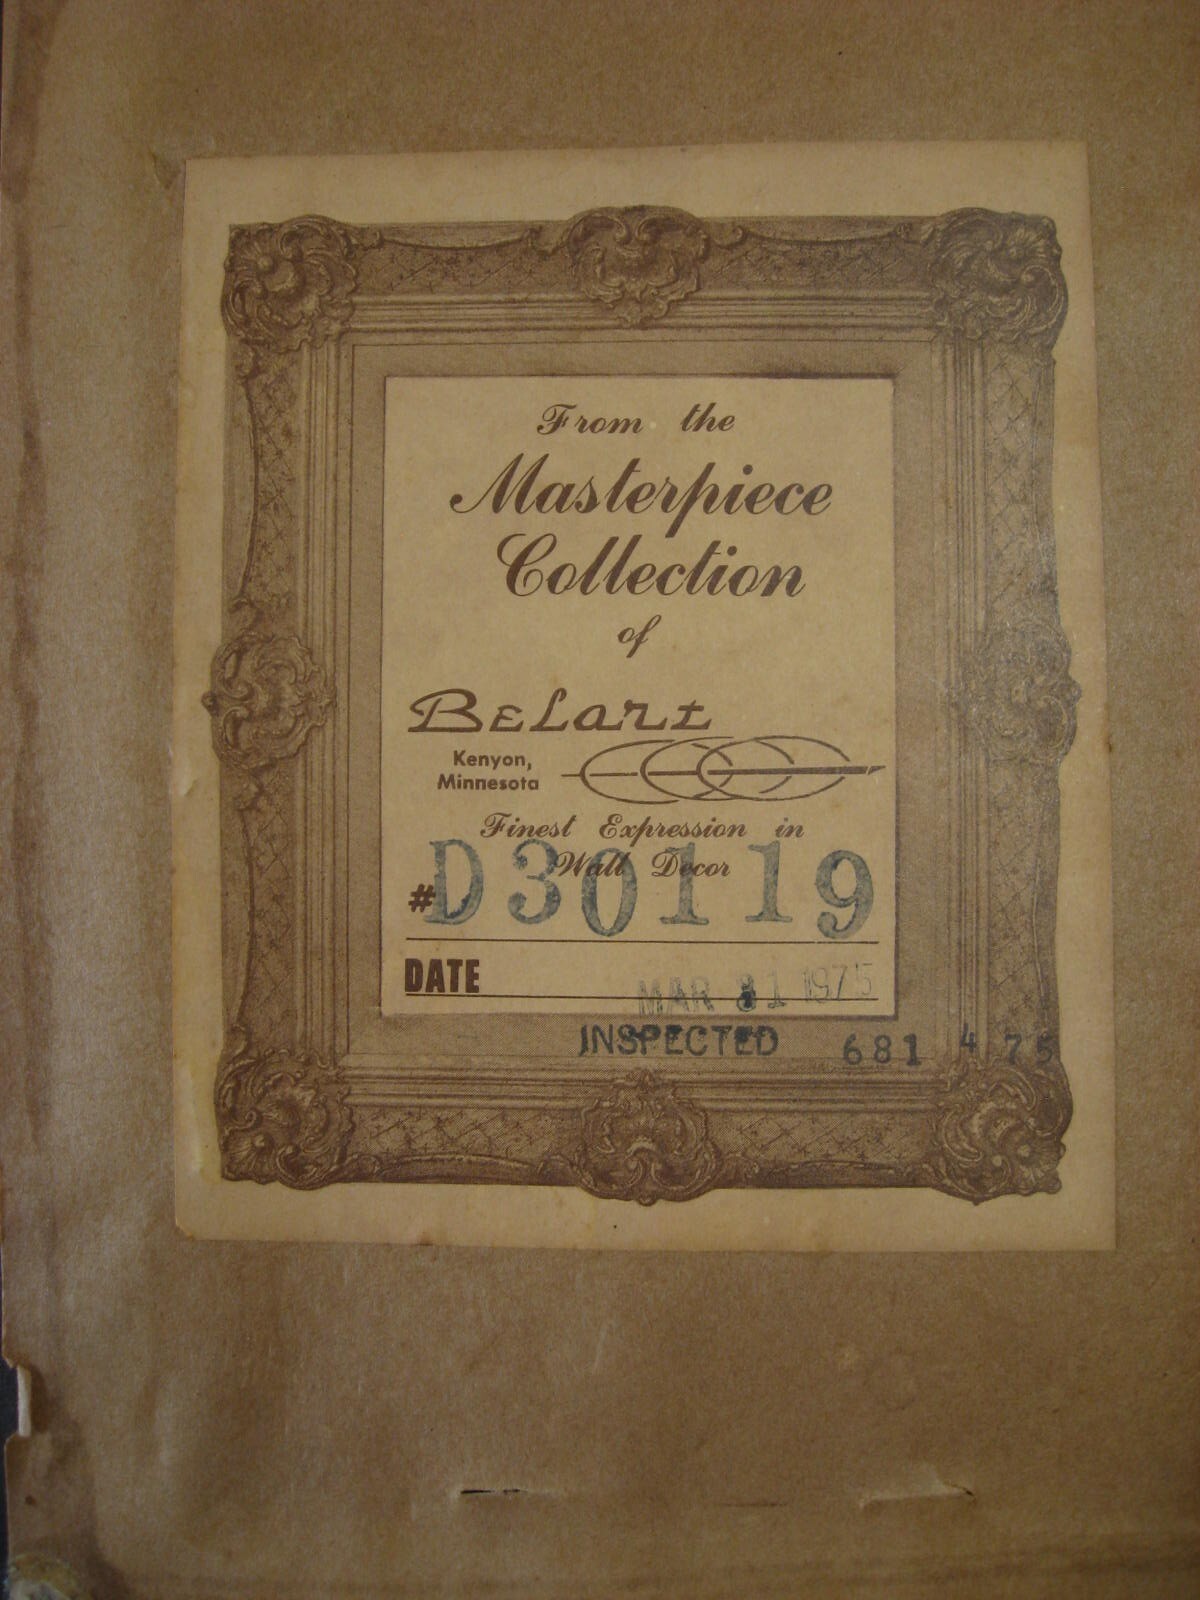 From the
Masterpiece
Collection
of
BELart
Kenyon,
Minnesota
Finest Expression in
Wall Decor
#D30119
DATE MAR 31 1975
INSPECTED 681 4 75